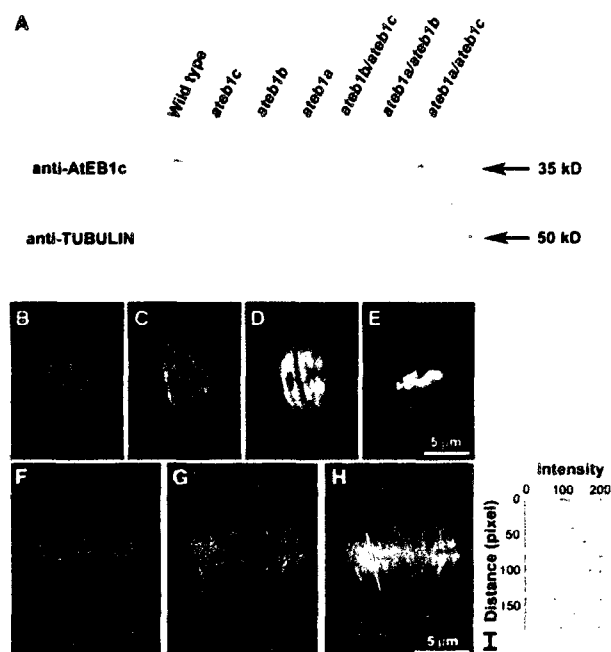 A
Wild type
ateb1c
ateb1b
ateb1a
ateb1b/ateb1c
ateb1a/ateb1b
ateb1a/ateb1c
anti-AtEB1c
35 kD
anti-TUBULIN
50 kD
B
C
D
E
5 μm
F
G
H
5 μm
Intensity
0 100 200
Distance (pixel)
0
50
100
150
I